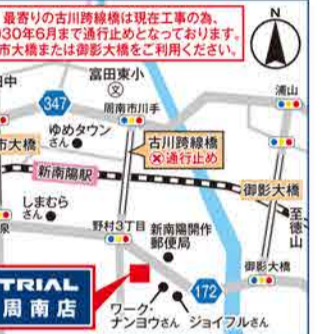 最寄りの古川跨線橋は現在工事の為、
030年6月まで通行止めとなっております。
市大橋または御影大橋をご利用ください。
N
田中
富田東小
文
347
周南市川手
浦山
ゆめタウン
さん
市大橋
古川跨線橋
通行止め
新南陽駅
御影大橋
しまむら
さん
至徳山
泉
野村3丁目
新南陽開作
郵便局
御影大橋
TRIAL
周南店
172
ワーク・
ナンヨウさん
ジョイフルさん